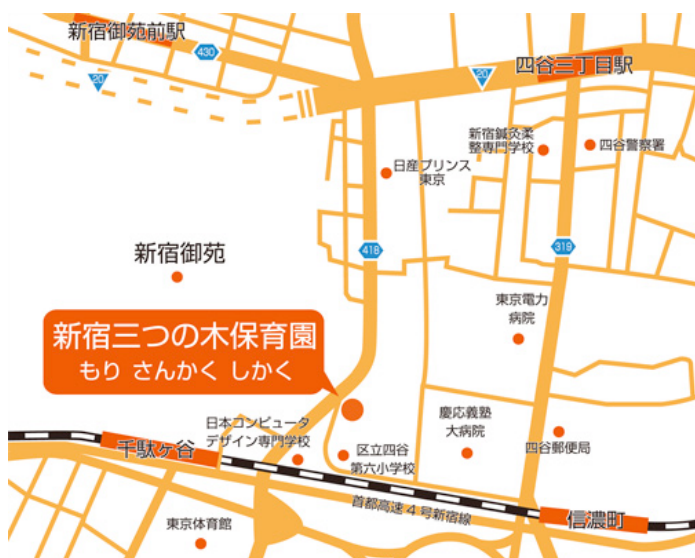 新宿御苑前駅
430
20
20
四谷三丁目駅
新宿鍼灸柔
整専門学校
四谷警察署
日産プリンス
東京
418
319
新宿御苑
東京電力
病院
新宿三つの木保育園
もり さんかく しかく
日本コンピュータ
デザイン専門学校
慶応義塾
大病院
区立四谷
第六小学校
四谷郵便局
千駄ヶ谷
首都高速4号新宿線
信濃町
東京体育館